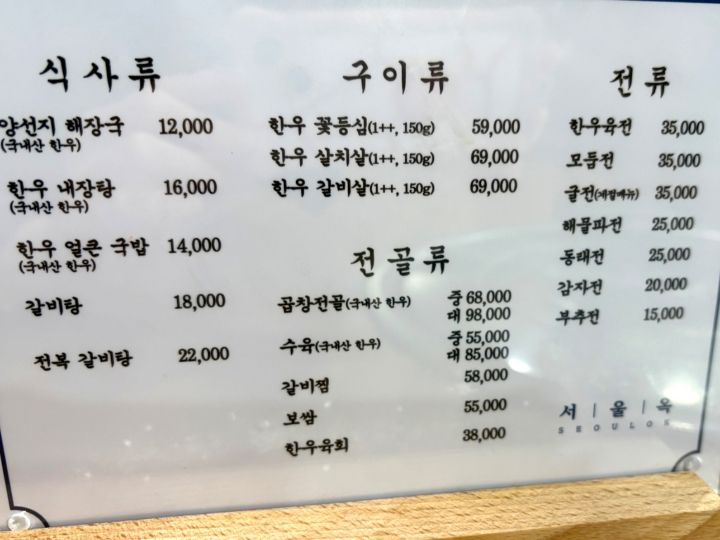 식사류
양선지 해장국 12,000
(국내산 한우)
한우 내장탕 16,000
(국내산 한우)
한우 얼큰 국밥 14,000
(국내산 한우)
갈비탕 18,000
전복 갈비탕 22,000
구이류
한우 꽃등심(1++, 150g) 59,000
한우 살치살(1++, 150g) 69,000
한우 갈비살(1++, 150g) 69,000
전골류
곱창전골(국내산 한우) 중 68,000
대 98,000
수육(국내산 한우) 중 55,000
대 85,000
갈비찜 58,000
보쌈 55,000
한우육회 38,000
전류
한우육전 35,000
모둠전 35,000
굴전(계절메뉴) 35,000
해물파전 25,000
동태전 25,000
감자전 20,000
부추전 15,000
서|울|옥
SEOULOK